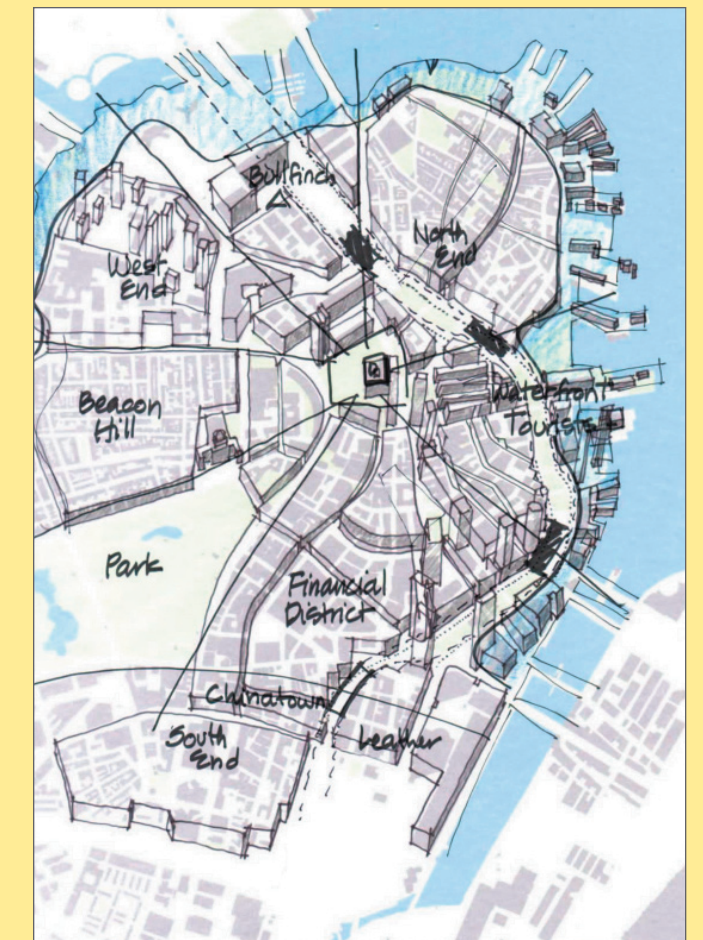 Bullfinch
North
End
West
End
Beacon
Hill
Waterfront
Tourists
Park
Financial
District
Chinatown
South
End
Leather